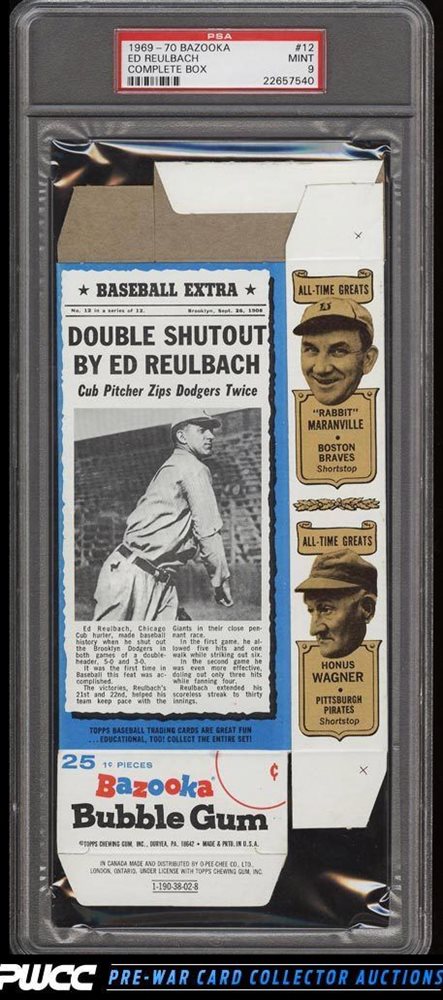 PSA
1969-70 BAZOOKA #12
ED REULBACH MINT
COMPLETE BOX 9
22657540
★ BASEBALL EXTRA ★
No. 12 in a series of 12. Brooklyn, Sept. 26, 1908
DOUBLE SHUTOUT
BY ED REULBACH
Cub Pitcher Zips Dodgers Twice
Ed Reulbach, Chicago
Cub hurler, made baseball
history when he shut out
the Brooklyn Dodgers in
both games of a double-
header, 5-0 and 3-0.
It was the first time in
Baseball this feat was ac-
complished.
The victories, Reulbach's
21st and 22nd, helped his
team keep pace with the
Giants in their close pen-
nant race.
In the first game, he al-
lowed five hits and one
walk while striking out six.
In the second game he
was even more effective,
doling out only three hits
while fanning four.
Reulbach extended his
scoreless streak to thirty
innings.
TOPPS BASEBALL TRADING CARDS ARE GREAT FUN
...EDUCATIONAL, TOO! COLLECT THE ENTIRE SET!
ALL-TIME GREATS
B
"RABBIT"
MARANVILLE
•
BOSTON
BRAVES
Shortstop
ALL-TIME GREATS
HONUS
WAGNER
•
PITTSBURGH
PIRATES
Shortstop
25 1¢ PIECES
¢
Bazooka
Bubble Gum
©TOPPS CHEWING GUM, INC., DURYEA, PA. 18642 • MADE & PRTD. IN U.S.A.
IN CANADA MADE AND DISTRIBUTED BY O-PEE-CHEE CO. LTD.
LONDON, ONTARIO, UNDER LICENSE WITH TOPPS CHEWING GUM, INC.
1-190-38-02-8
PWCC PRE-WAR CARD COLLECTOR AUCTIONS